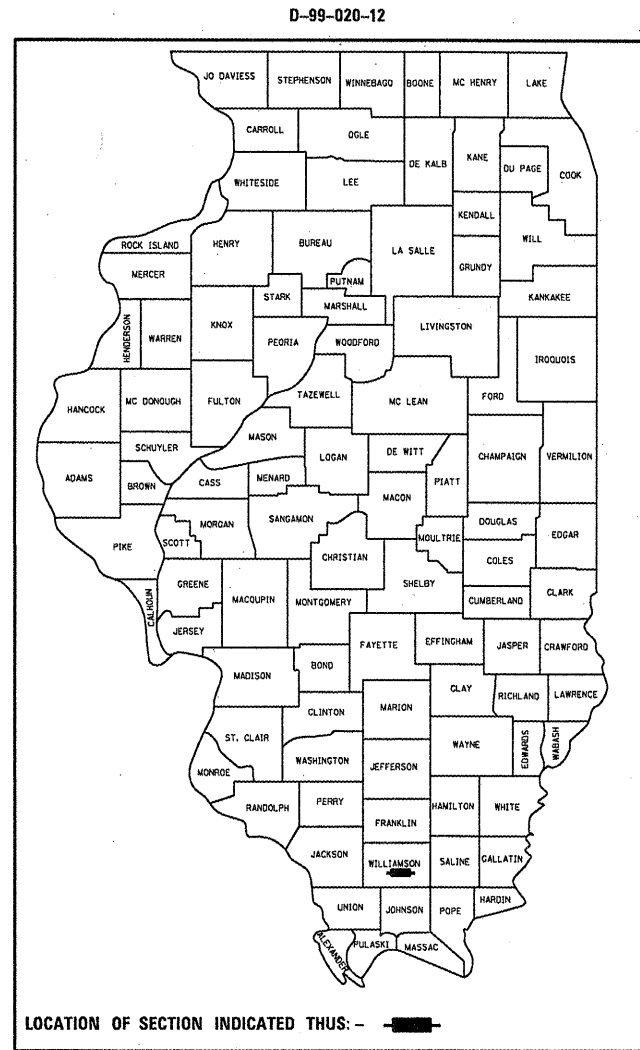 D-99-020-12
JO DAVIESS STEPHENSON WINNEBAGO BOONE MC HENRY LAKE
CARROLL OGLE DE KALB KANE DU PAGE COOK
WHITESIDE LEE KENDALL WILL
ROCK ISLAND HENRY BUREAU LA SALLE GRUNDY
MERCER PUTNAM KANKAKEE
STARK MARSHALL
HENDERSON WARREN KNOX PEORIA WOODFORD LIVINGSTON IROQUOIS
HANCOCK MC DONOUGH FULTON TAZEWELL MC LEAN FORD
MASON
SCHUYLER LOGAN DE WITT CHAMPAIGN VERMILION
ADAMS BROWN CASS MENARD MACON PIATT
PIKE SCOTT MORGAN SANGAMON MOULTRIE DOUGLAS EDGAR
CHRISTIAN COLES
CALHOUN GREENE MACOUPIN MONTGOMERY SHELBY CUMBERLAND CLARK
JERSEY FAYETTE EFFINGHAM JASPER CRAWFORD
MADISON BOND CLAY RICHLAND LAWRENCE
CLINTON MARION
ST. CLAIR WAYNE EDWARDS WABASH
MONROE WASHINGTON JEFFERSON
RANDOLPH PERRY HAMILTON WHITE
FRANKLIN
JACKSON WILLIAMSON SALINE GALLATIN
UNION JOHNSON POPE HARDIN
ALEXANDER PULASKI MASSAC
LOCATION OF SECTION INDICATED THUS: -